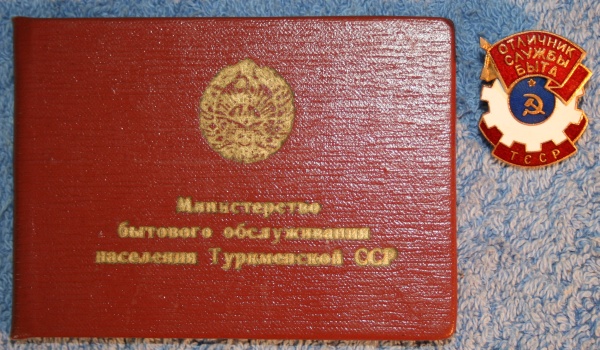 Министерство
бытового обслуживания
населения Туркменской ССР
ОТЛИЧНИК
СЛУЖБЫ
БЫТА
ТССР